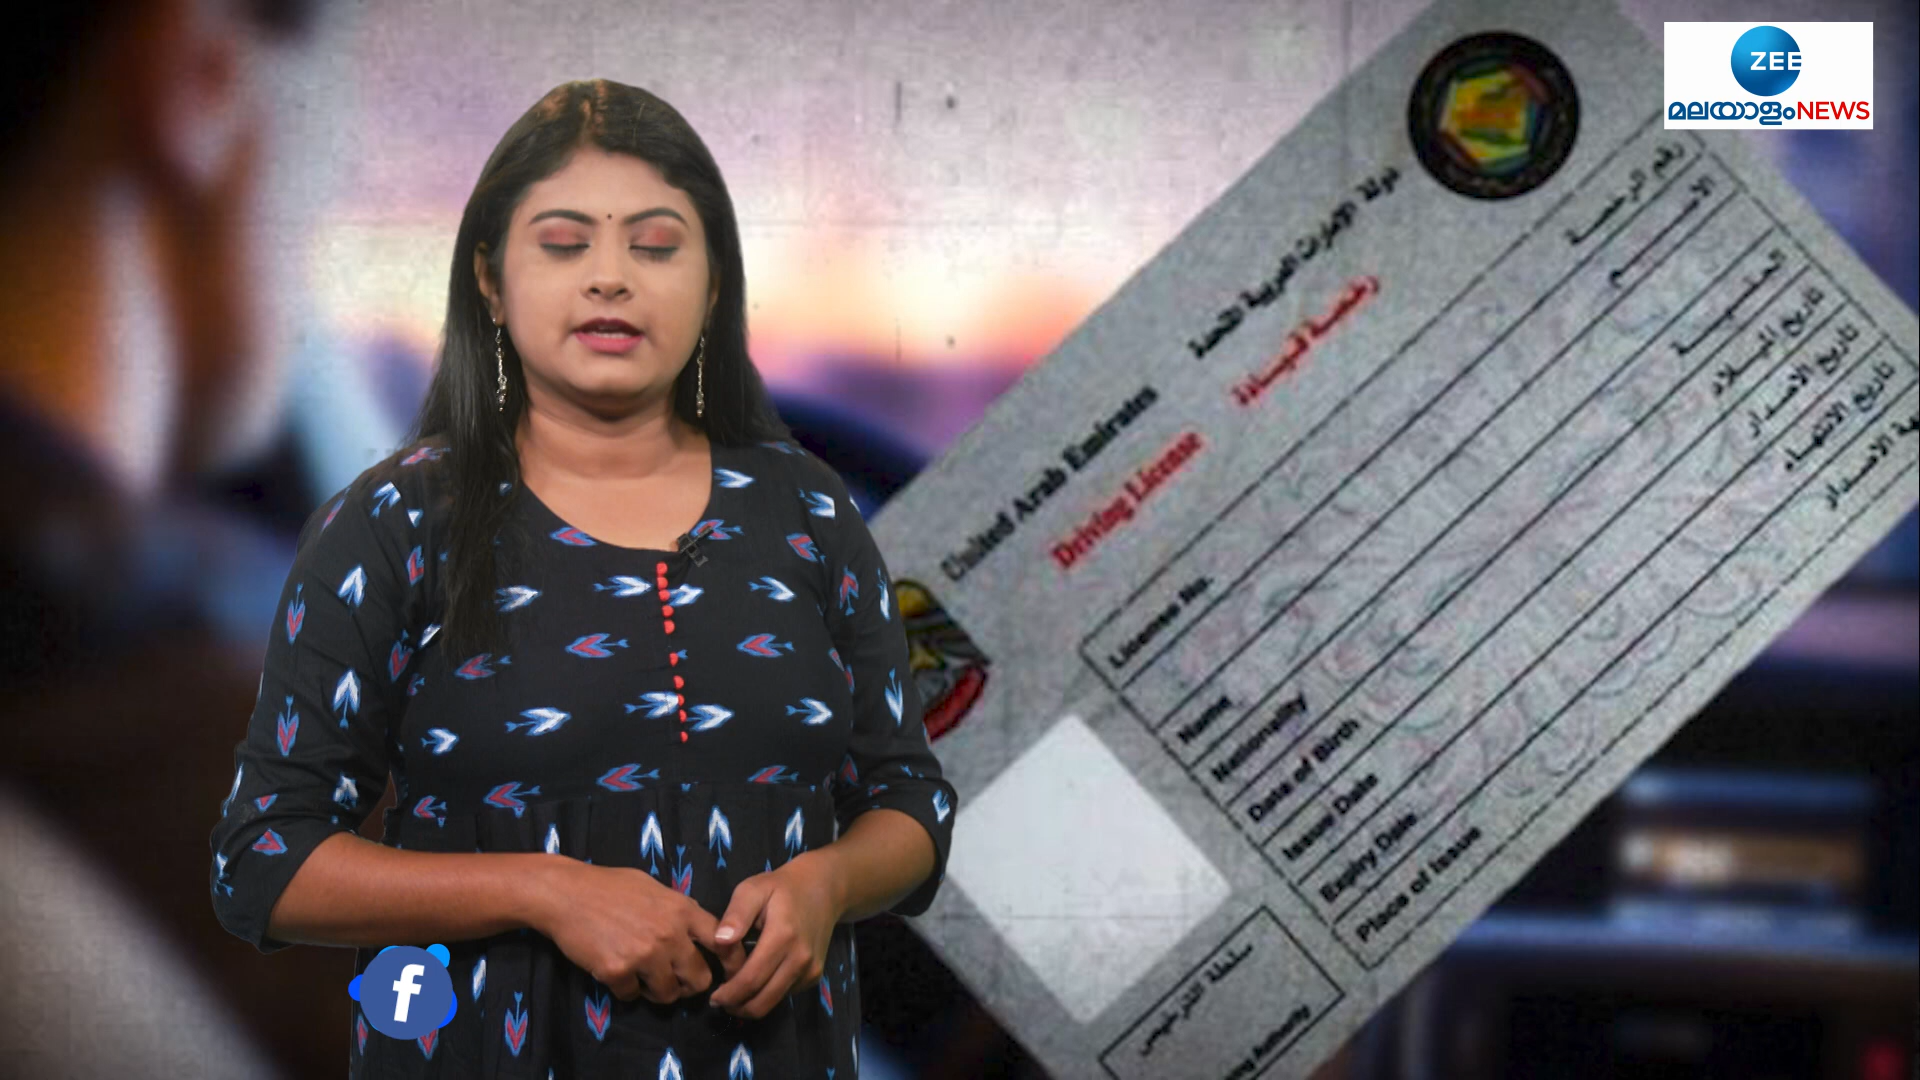 ZEE
മലയാളംNEWS
دولة الإمارات العربية المتحدة
United Arab Emirates
رخصة قيادة
Driving License
License No.
رقم الرخصة
Name
الاسم
Nationality
الجنسية
Date of Birth
تاريخ الميلاد
Issue Date
تاريخ الاصدار
Expiry Date
تاريخ الانتهاء
Place of Issue
الاصدار
سلطة الترخيص
Authority
f